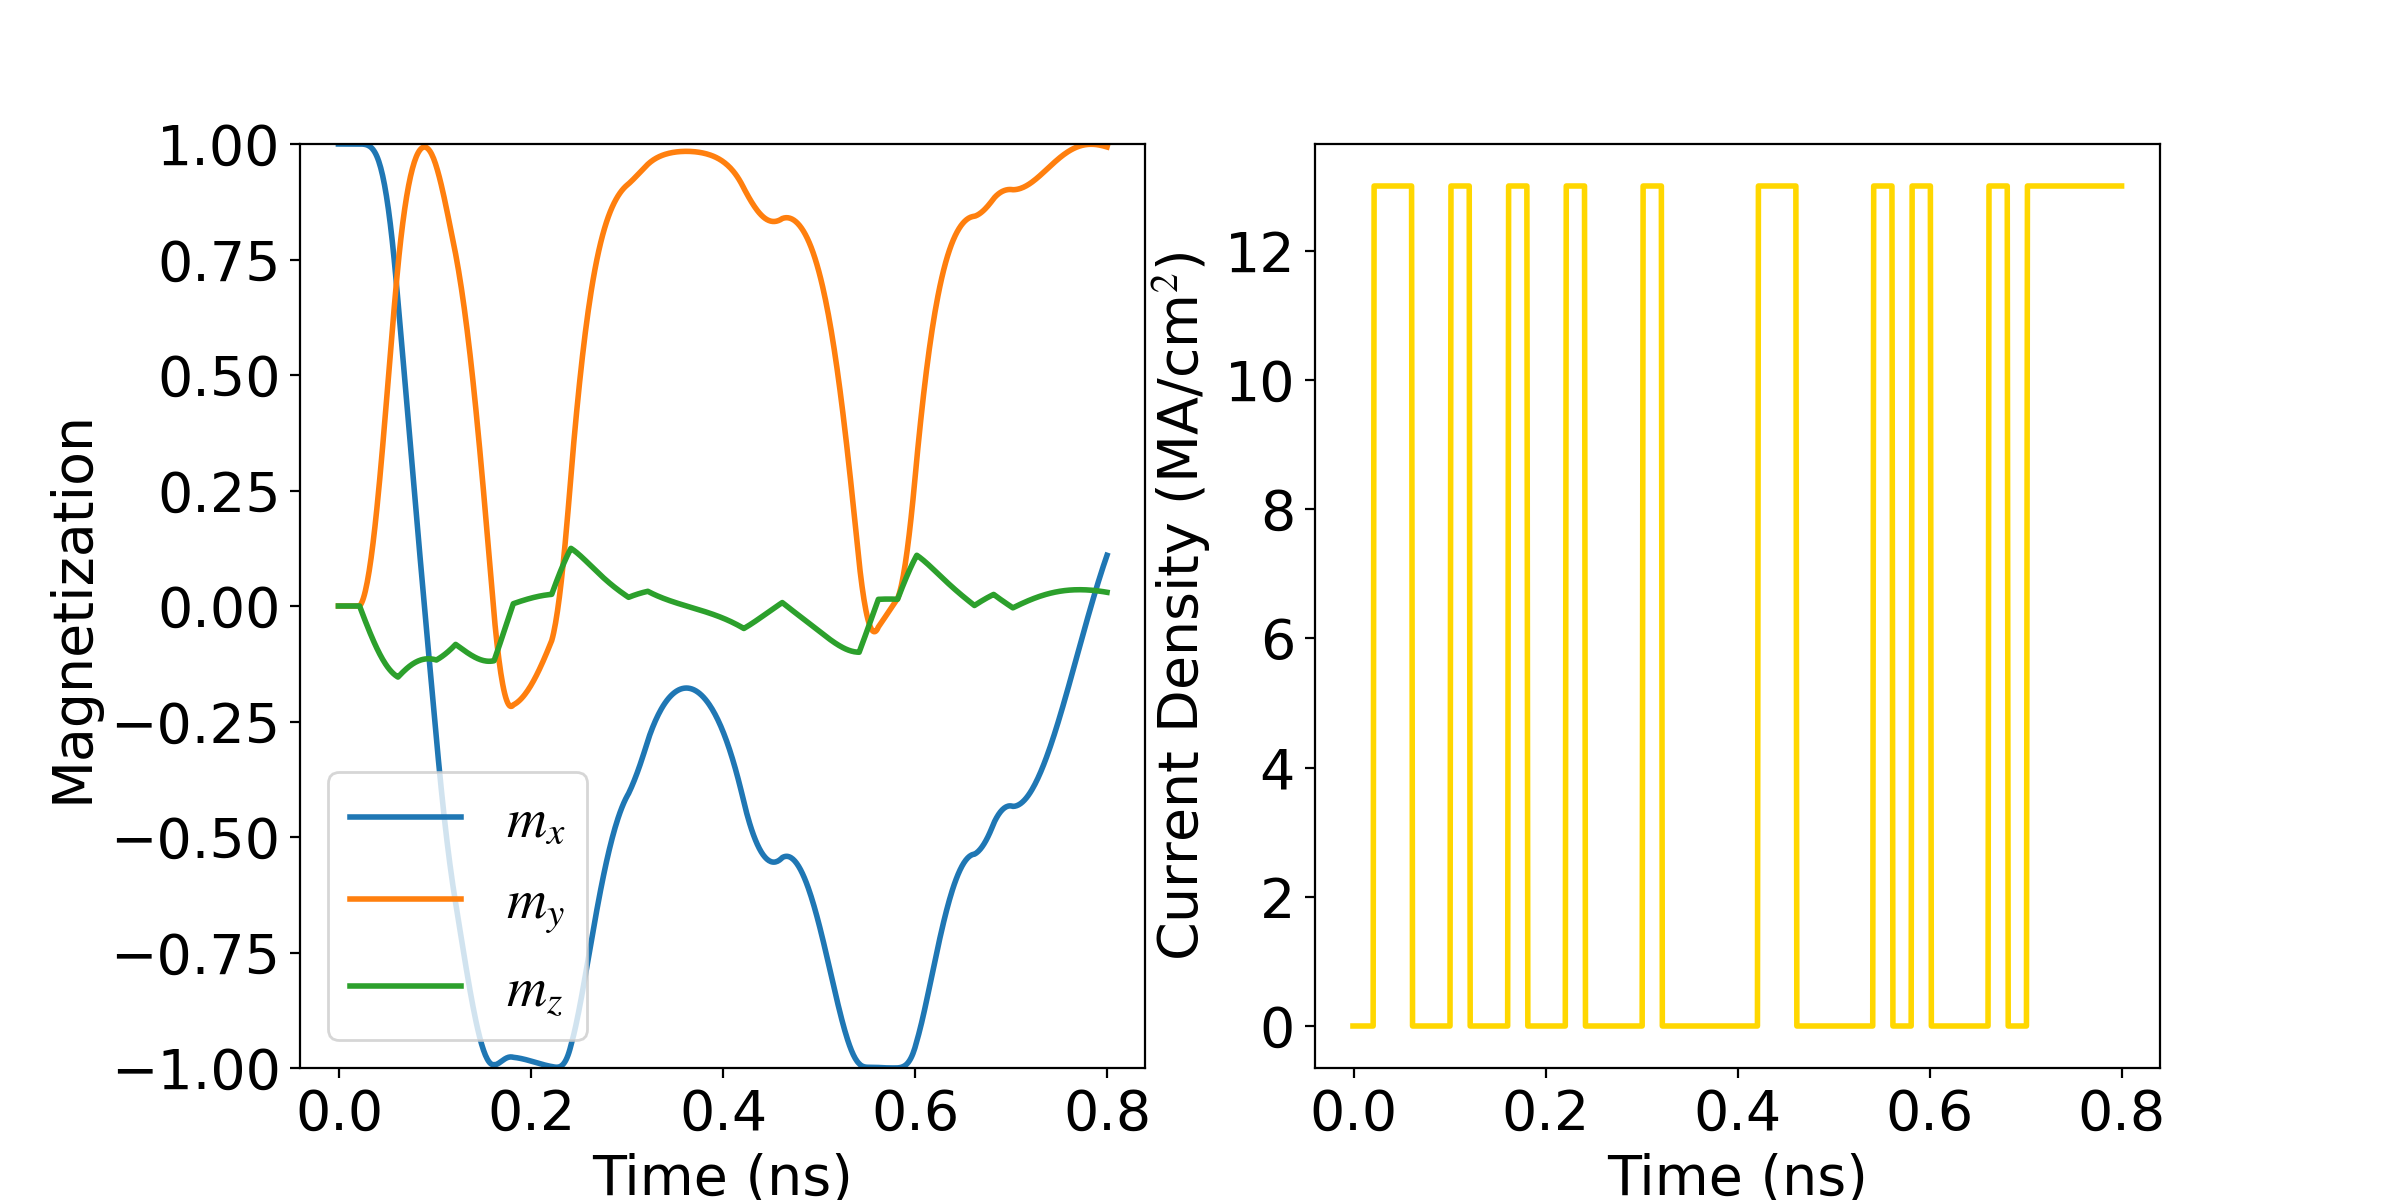 Magnetization
1.00
0.75
0.50
0.25
0.00
−0.25
−0.50
−0.75
−1.00
m_x
m_y
m_z
0.0 0.2 0.4 0.6 0.8
Time (ns)
Current Density (MA/cm²)
12
10
8
6
4
2
0
0.0 0.2 0.4 0.6 0.8
Time (ns)